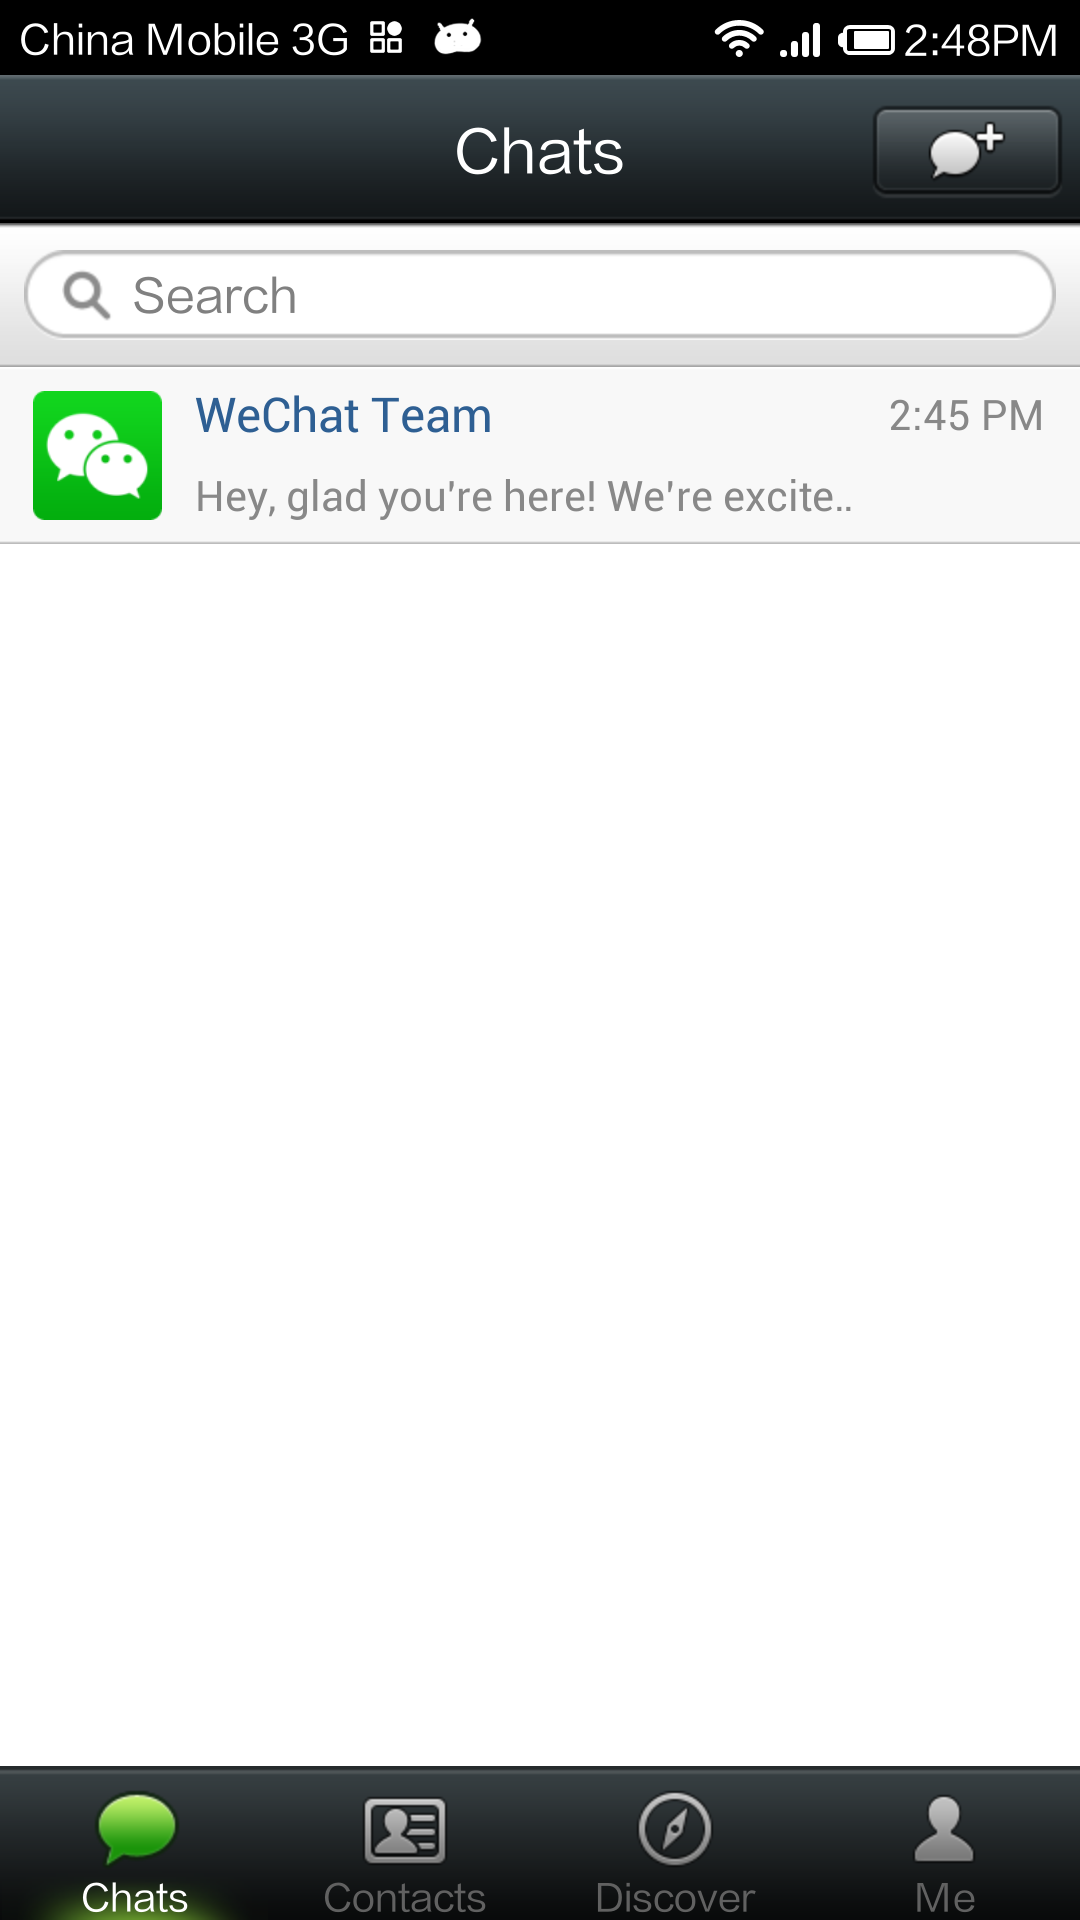 China Mobile 3G 2:48PM
Chats
Search
WeChat Team 2:45 PM
Hey, glad you're here! We're excite..
Chats Contacts Discover Me